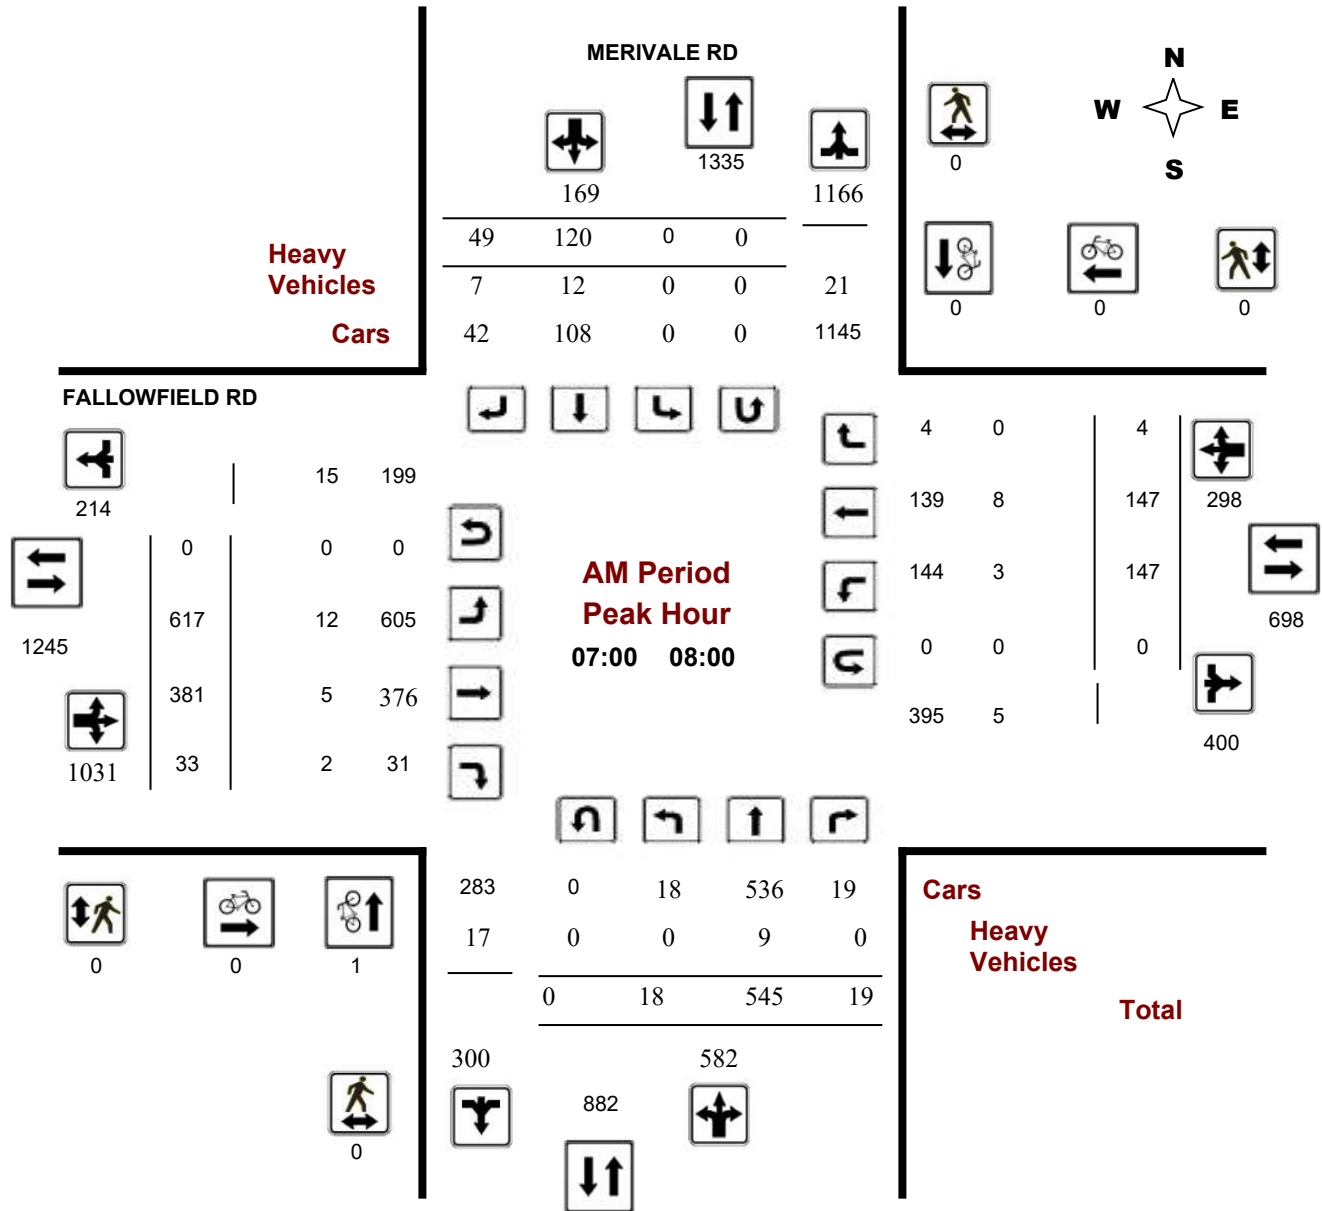 MERIVALE RD
N
W E
S
1335
0
169
1166
49 120 0 0
Heavy
Vehicles
7 12 0 0 21
0 0 0
Cars
42 108 0 0 1145
FALLOWFIELD RD
4 0 4
15 199
214
139 8 147 298
0 0 0
AM Period
144 3 147
Peak Hour
617 12 605
698
1245
07:00 08:00
0 0 0
381 5 376
395 5
400
1031 33 2 31
283 0 18 536 19
Cars
17 0 0 9 0
Heavy
Vehicles
0 0 1
0 18 545 19
Total
300 582
882
0